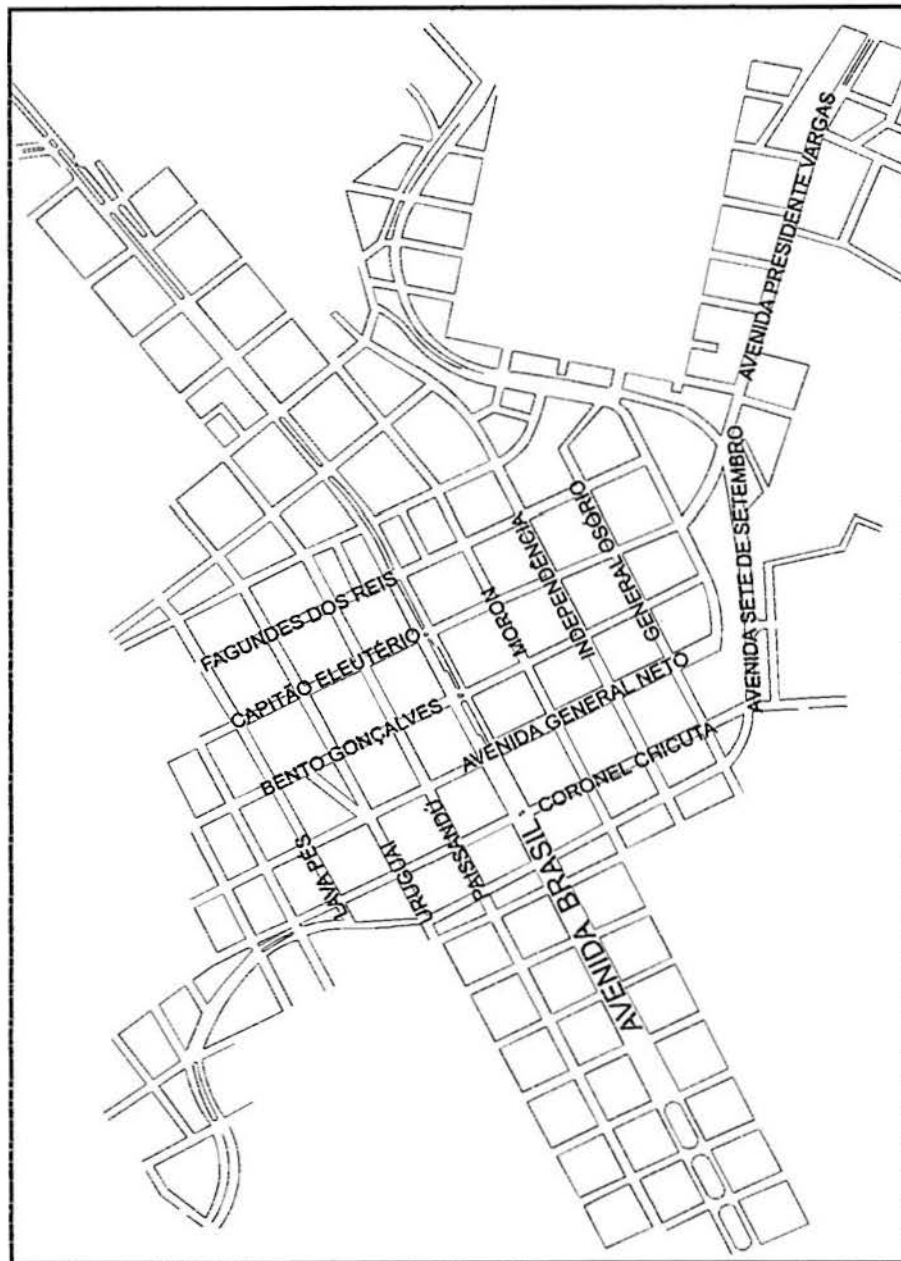 AVENIDA PRESIDENTE VARGAS
AVENIDA SETE DE SETEMBRO
FAGUNDES DOS REIS
CAPITÃO ELEUTÉRIO
BENTO GONÇALVES
MORON
INDEPENDÊNCIA
GENERAL OSÓRIO
AVENIDA GENERAL NETO
CORONEL CHICUTA
LAVA PÉS
URUGUAI
PAISSANDÚ
AVENIDA BRASIL